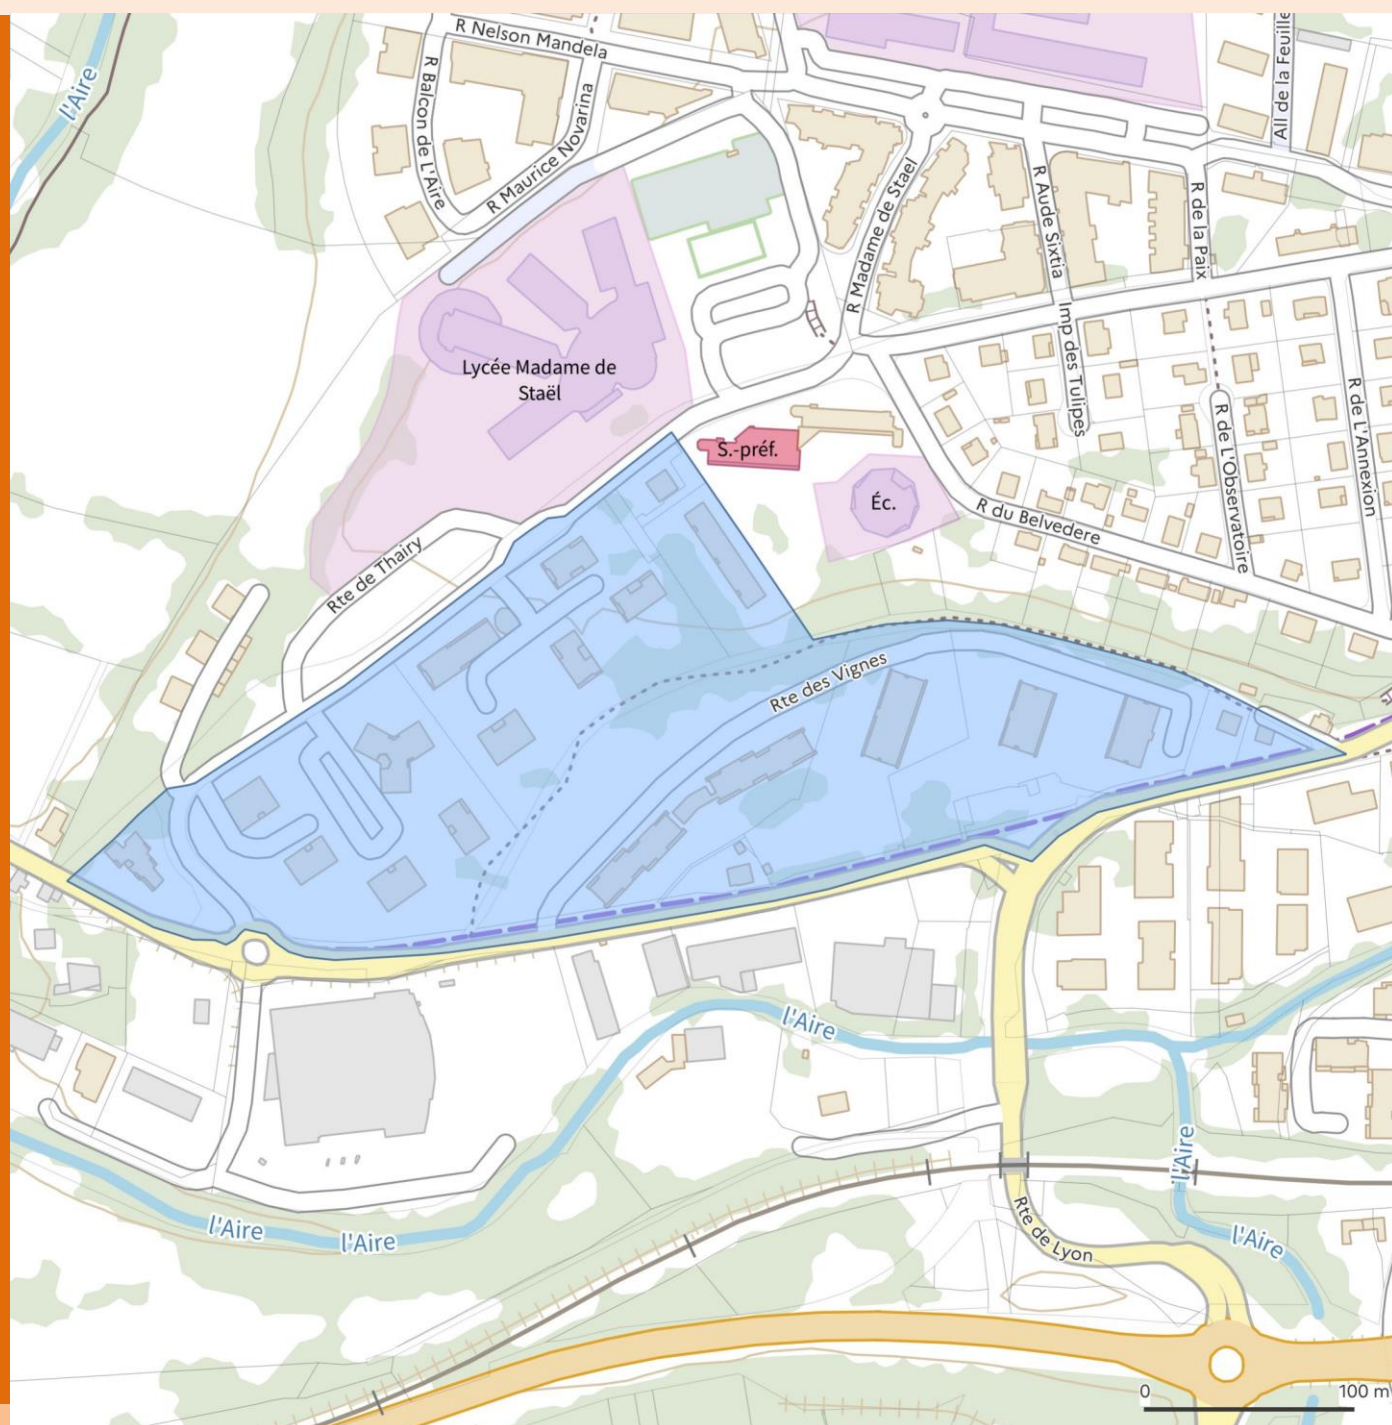 R Nelson Mandela
l'Aire
R Balcon de L'Aire
R Maurice Novarina
All de la Feuille
R Madame de Stael
R Aude Sixtia
R de la Paix
Imp des Tulipes
Lycée Madame de
Staël
S.-préf.
Éc.
R du Belvedere
R de L'Observatoire
R de L'Annexion
Rte de Thairy
Rte des Vignes
l'Aire
l'Aire
l'Aire
l'Aire
l'Aire
Rte de Lyon
0
100 m